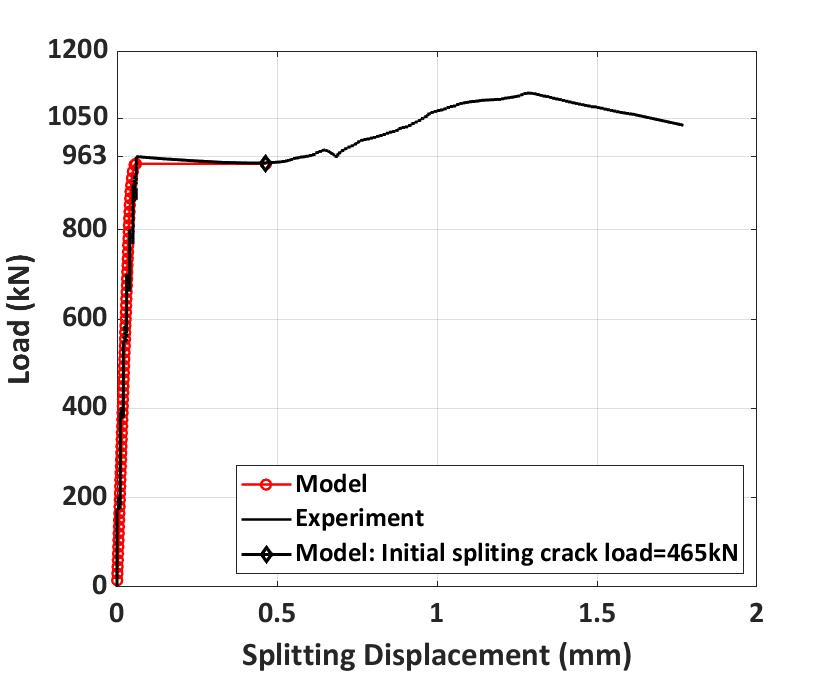 1200
1050
963
800
600
400
200
0
Load (kN)
Model
Experiment
Model: Initial spliting crack load=465kN
0 0.5 1 1.5 2
Splitting Displacement (mm)